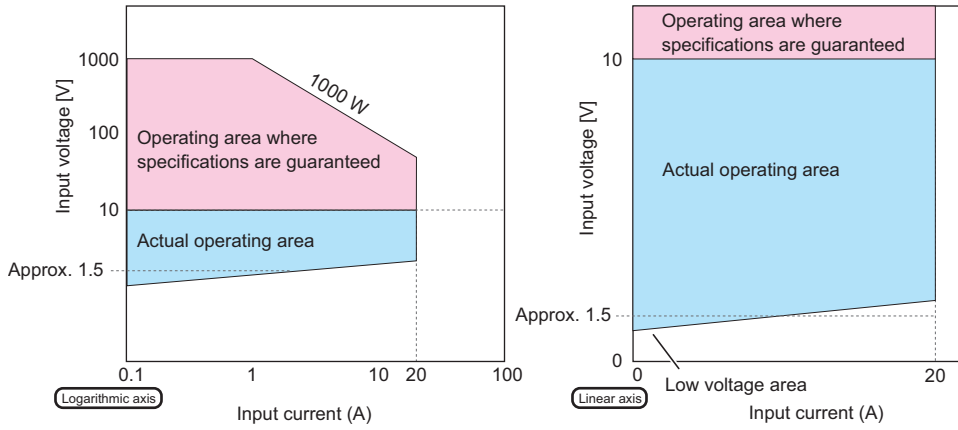 Input voltage [V]
1000
100
10
Approx. 1.5
1000 W
Operating area where
specifications are guaranteed
Actual operating area
0.1
1
10
20
100
Logarithmic axis
Input current (A)
Input voltage [V]
10
Approx. 1.5
0
Operating area where
specifications are guaranteed
Actual operating area
0
20
Low voltage area
Linear axis
Input current (A)